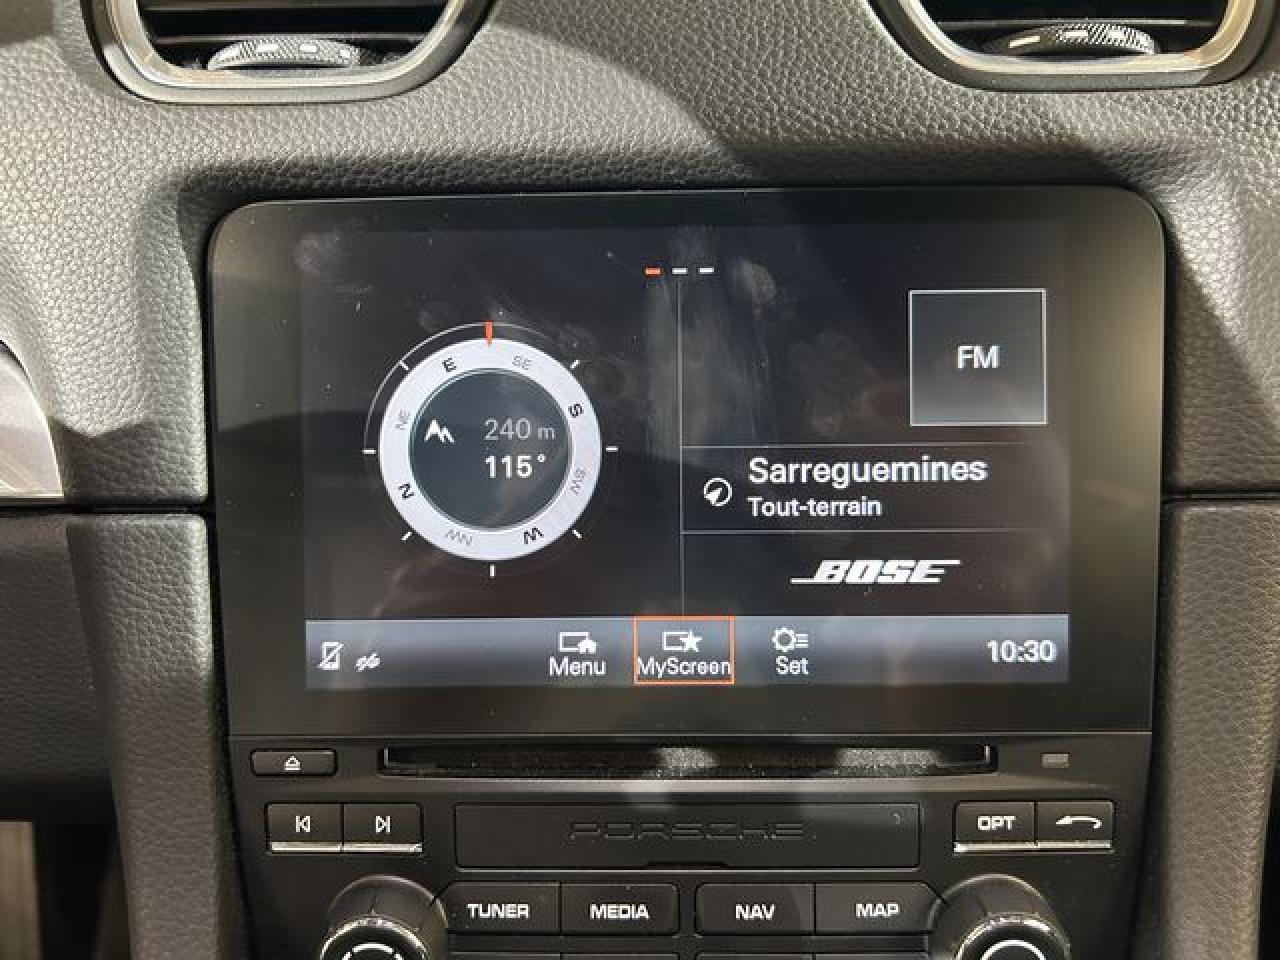 E
SE
S
SW
W
NW
N
NE
240 m
115°
FM
Sarreguemines
Tout-terrain
BOSE
Menu
MyScreen
Set
10:30
PORSCHE
OPT
TUNER
MEDIA
NAV
MAP